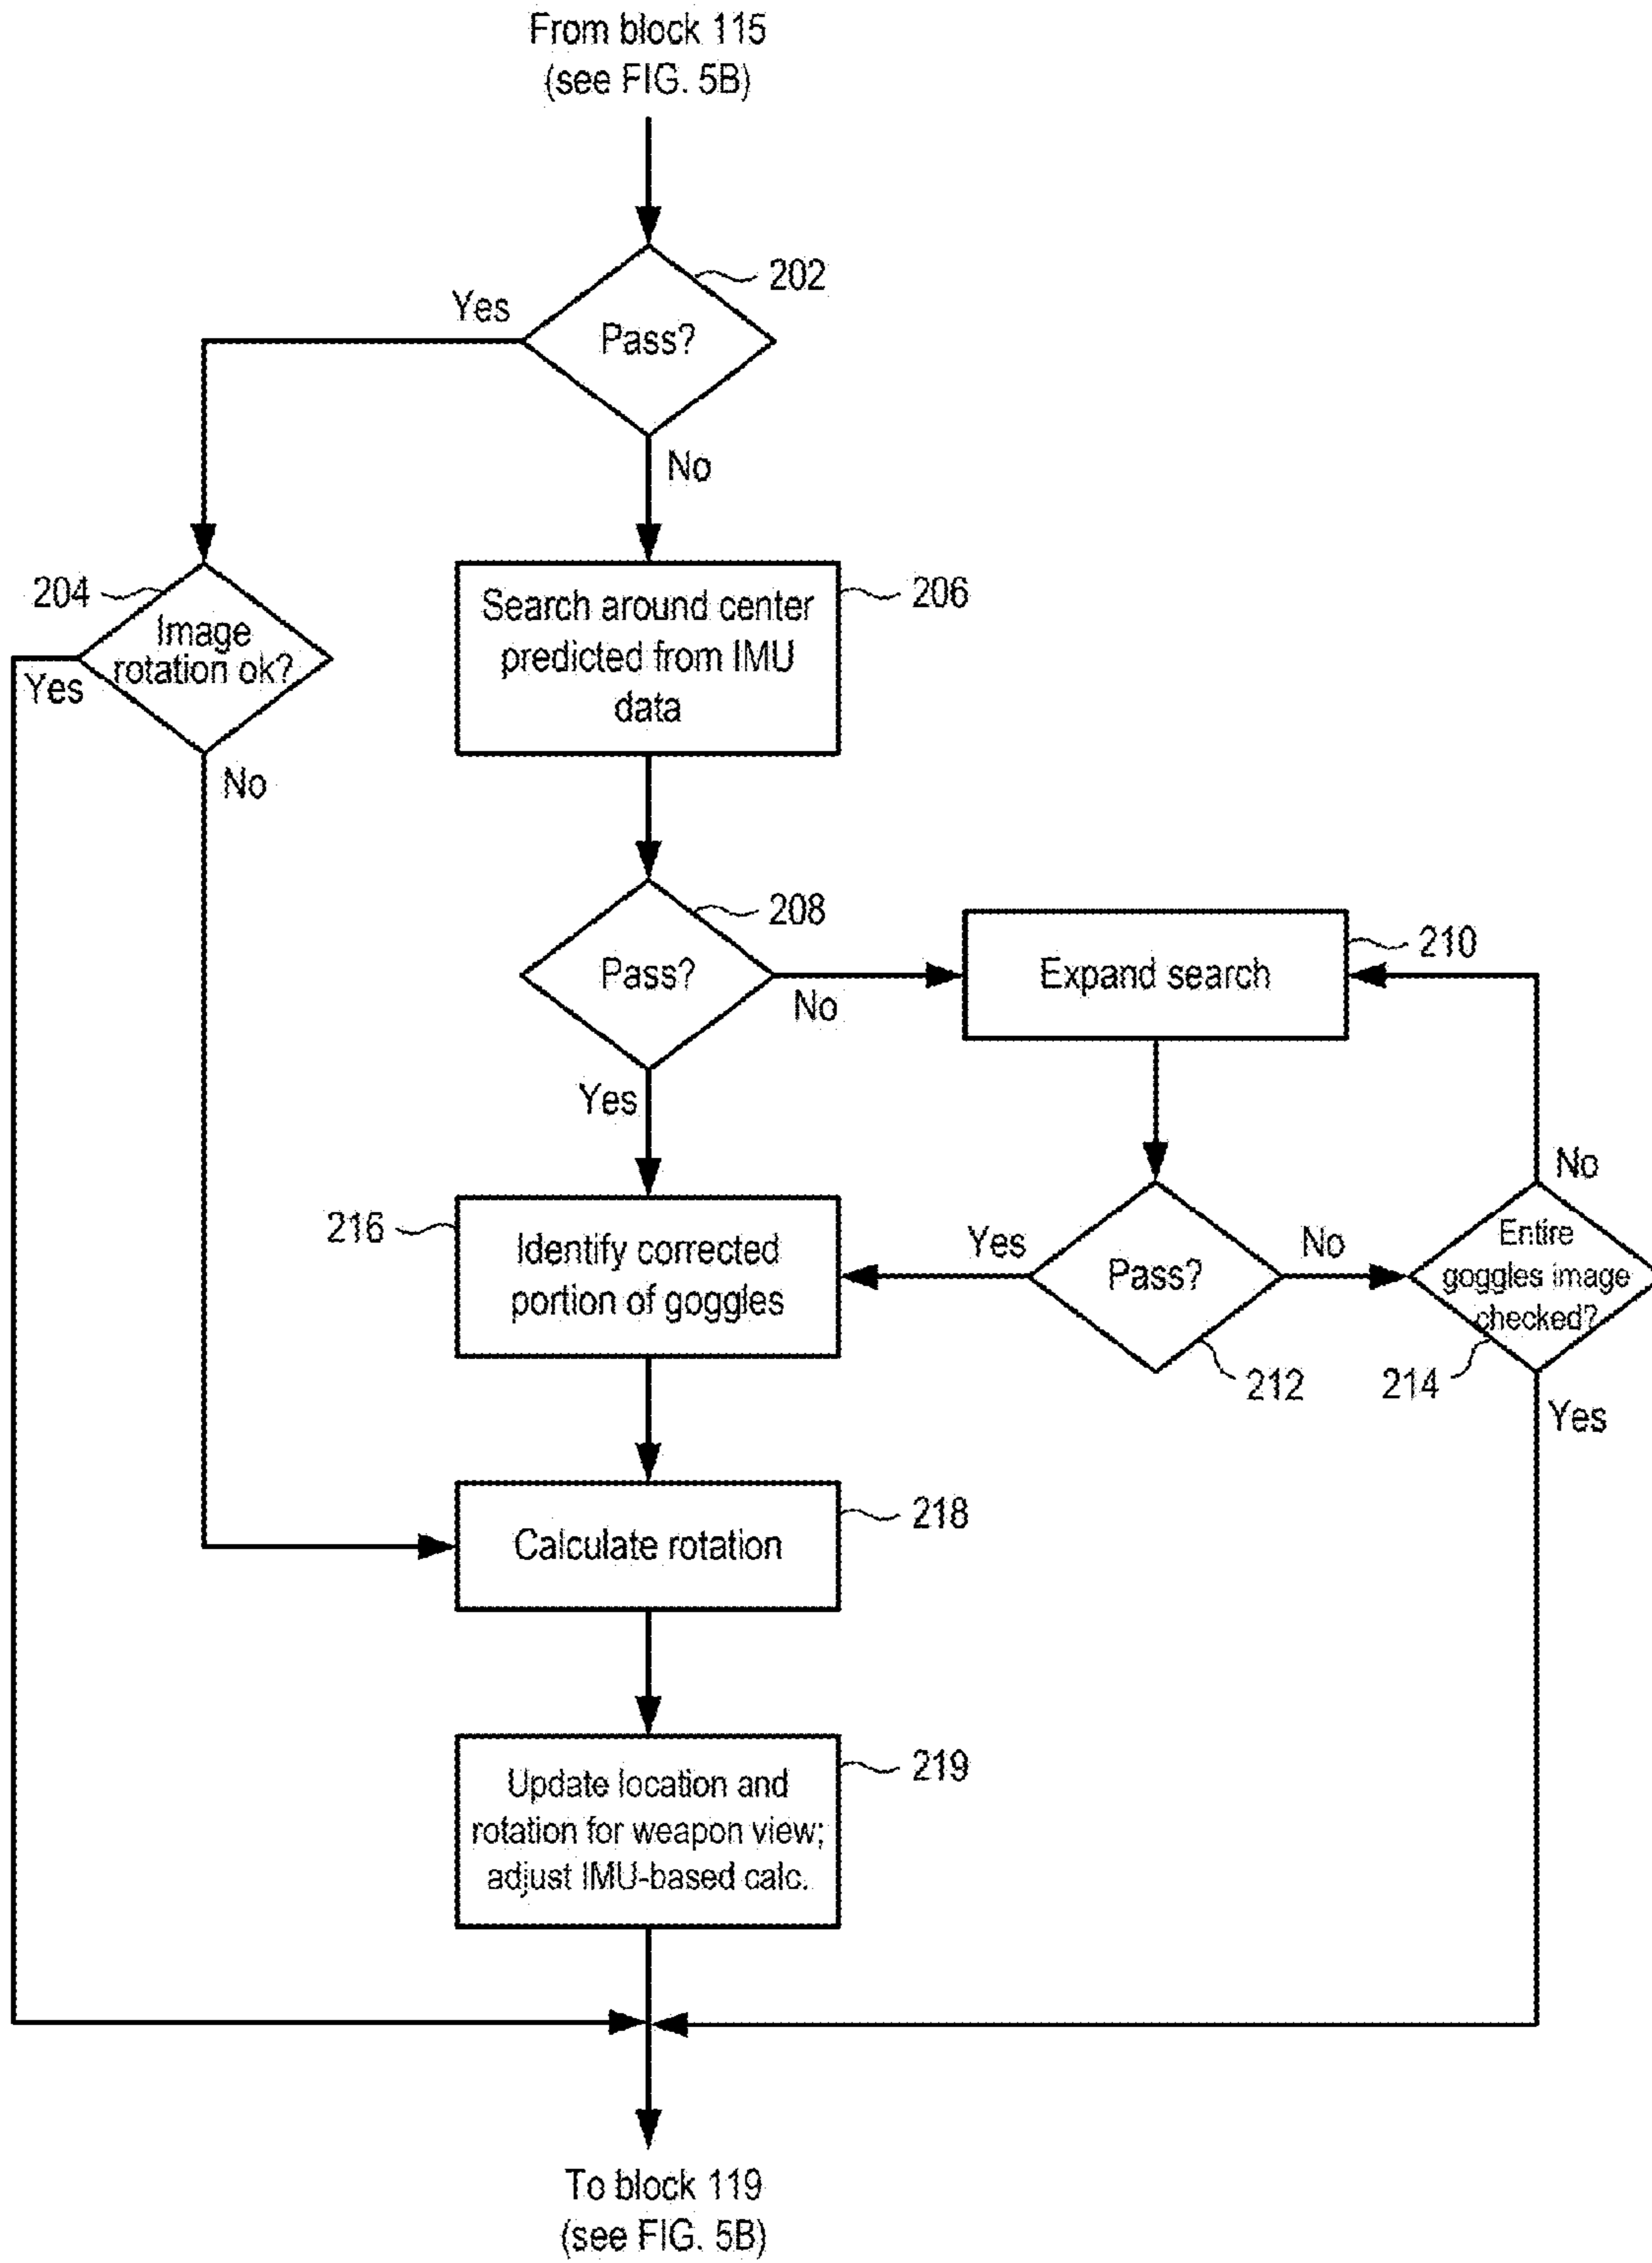 From block 115
(see FIG. 5B)
202
Yes
Pass?
No
204
Image
rotation ok?
Yes
No
206
Search around center
predicted from IMU
data
208
Pass?
No
210
Expand search
Yes
No
216
Identify corrected
portion of goggles
Yes
Pass?
No
Entire
goggles image
checked?
212
214
Yes
218
Calculate rotation
219
Update location and
rotation for weapon view;
adjust IMU-based calc.
To block 119
(see FIG. 5B)